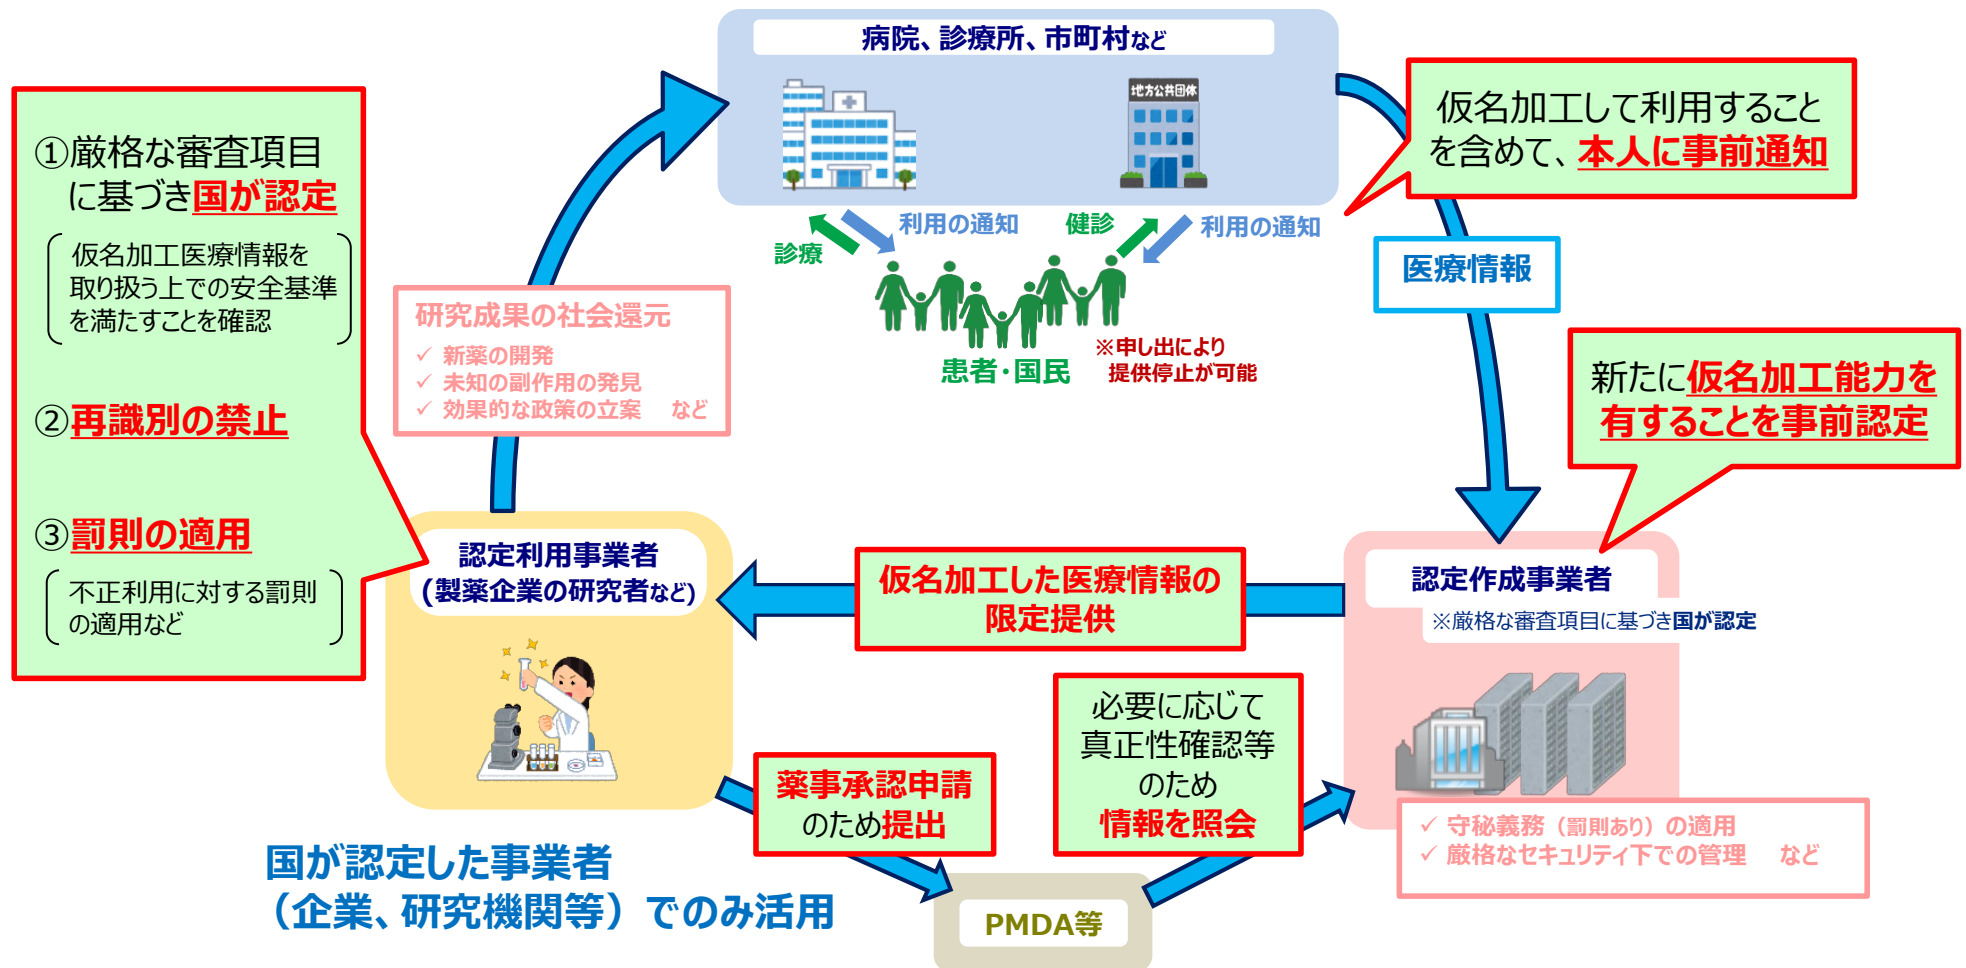 病院、診療所、市町村など
地方公共団体
仮名加工して利用すること
を含めて、本人に事前通知
①厳格な審査項目
に基づき国が認定
仮名加工医療情報を
取り扱う上での安全基準
を満たすことを確認
②再識別の禁止
③罰則の適用
不正利用に対する罰則
の適用など
利用の通知
診療
健診
利用の通知
医療情報
患者・国民
※申し出により
提供停止が可能
研究成果の社会還元
✓ 新薬の開発
✓ 未知の副作用の発見
✓ 効果的な政策の立案 など
新たに仮名加工能力を
有することを事前認定
認定利用事業者
(製薬企業の研究者など)
仮名加工した医療情報の
限定提供
認定作成事業者
※厳格な審査項目に基づき国が認定
必要に応じて
真正性確認等
のため
情報を照会
薬事承認申請
のため提出
✓ 守秘義務（罰則あり）の適用
✓ 厳格なセキュリティ下での管理 など
国が認定した事業者
（企業、研究機関等）でのみ活用
PMDA等